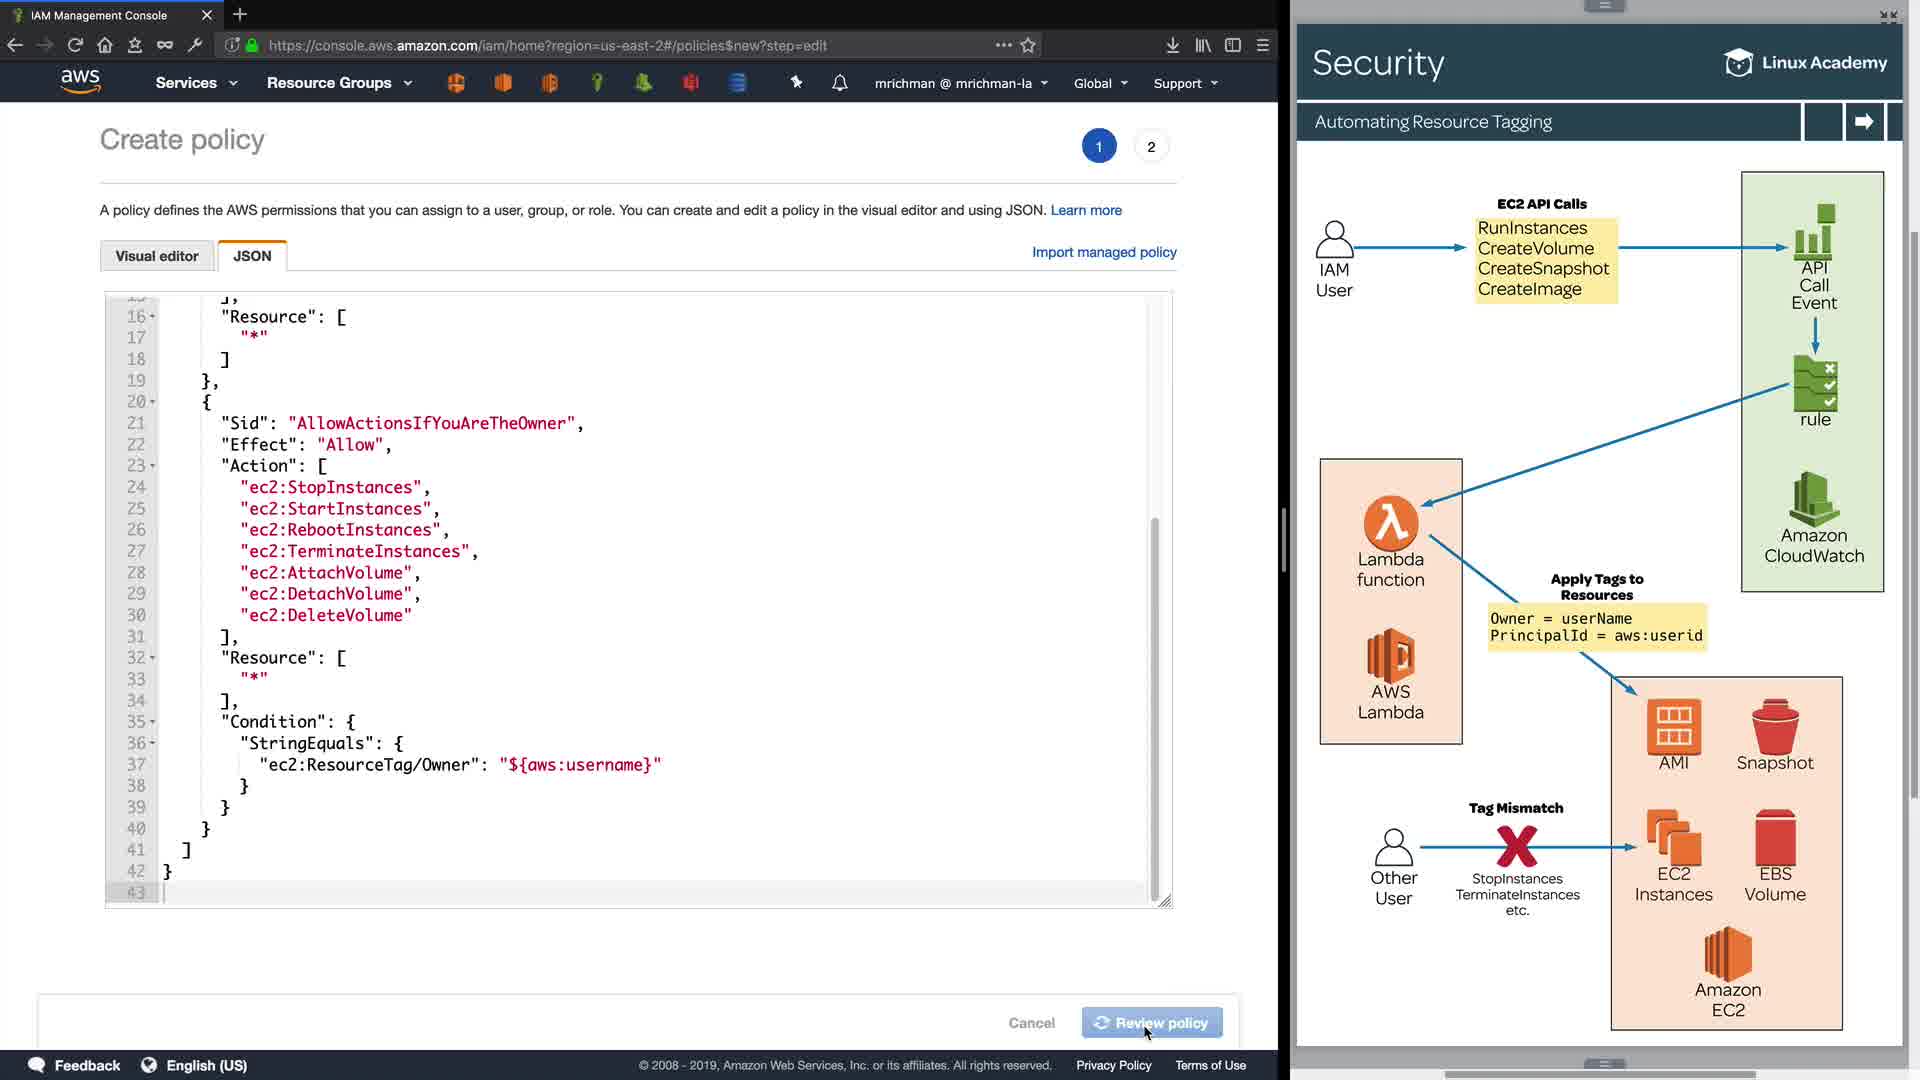 IAM Management Console
https://console.aws.amazon.com/iam/home?region=us-east-2#/policies$new?step=edit
aws
Services
Resource Groups
mrichman @ mrichman-la
Global
Support
Create policy
1
2
A policy defines the AWS permissions that you can assign to a user, group, or role. You can create and edit a policy in the visual editor and using JSON. Learn more
Visual editor
JSON
Import managed policy
15 ],
16 "Resource": [
17 "*"
18 ]
19 },
20 {
21 "Sid": "AllowActionsIfYouAreTheOwner",
22 "Effect": "Allow",
23 "Action": [
24 "ec2:StopInstances",
25 "ec2:StartInstances",
26 "ec2:RebootInstances",
27 "ec2:TerminateInstances",
28 "ec2:AttachVolume",
29 "ec2:DetachVolume",
30 "ec2:DeleteVolume"
31 ],
32 "Resource": [
33 "*"
34 ],
35 "Condition": {
36 "StringEquals": {
37 "ec2:ResourceTag/Owner": "${aws:username}"
38 }
39 }
40 }
41 ]
42 }
43
Cancel
Review policy
Feedback
English (US)
© 2008 - 2019, Amazon Web Services, Inc. or its affiliates. All rights reserved.
Privacy Policy
Terms of Use
Security
Linux Academy
Automating Resource Tagging
EC2 API Calls
RunInstances
CreateVolume
CreateSnapshot
CreateImage
IAM
User
API
Call
Event
rule
Amazon
CloudWatch
Lambda
function
AWS
Lambda
Apply Tags to
Resources
Owner = userName
PrincipalId = aws:userid
AMI
Snapshot
Tag Mismatch
Other
User
StopInstances
TerminateInstances
etc.
EC2
Instances
EBS
Volume
Amazon
EC2